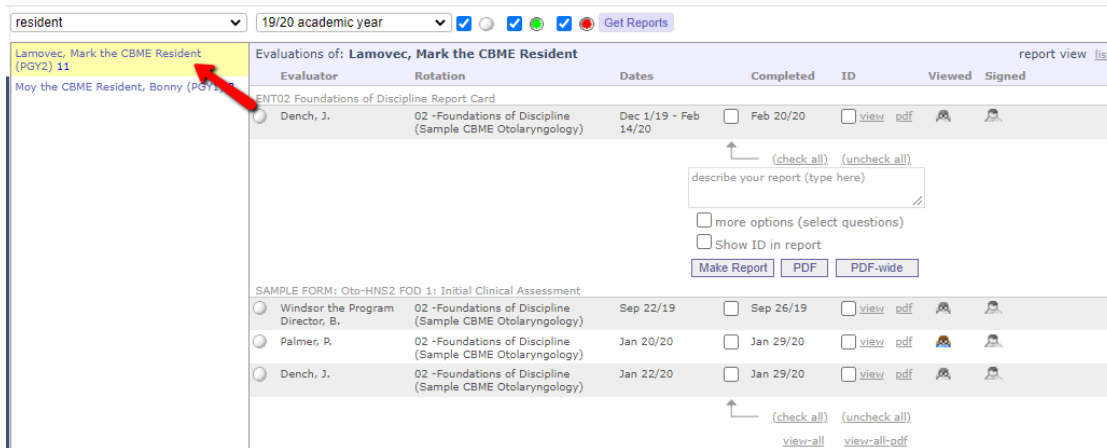 resident 19/20 academic year Get Reports
Lamovec, Mark the CBME Resident
(PGY2) 11
Moy the CBME Resident, Bonny (PGY1)
Evaluations of: Lamovec, Mark the CBME Resident report view
Evaluator Rotation Dates Completed ID Viewed Signed
ENT02 Foundations of Discipline Report Card
Dench, J. 02 -Foundations of Discipline Dec 1/19 - Feb Feb 20/20 view pdf
(Sample CBME Otolaryngology) 14/20
(check all) (uncheck all)
describe your report (type here)
more options (select questions)
Show ID in report
Make Report PDF PDF-wide
SAMPLE FORM: Oto-HNS2 FOD 1: Initial Clinical Assessment
Windsor the Program 02 -Foundations of Discipline Sep 22/19 Sep 26/19 view pdf
Director, B. (Sample CBME Otolaryngology)
Palmer, P. 02 -Foundations of Discipline Jan 20/20 Jan 29/20 view pdf
(Sample CBME Otolaryngology)
Dench, J. 02 -Foundations of Discipline Jan 22/20 Jan 29/20 view pdf
(Sample CBME Otolaryngology)
(check all) (uncheck all)
view-all view-all-pdf